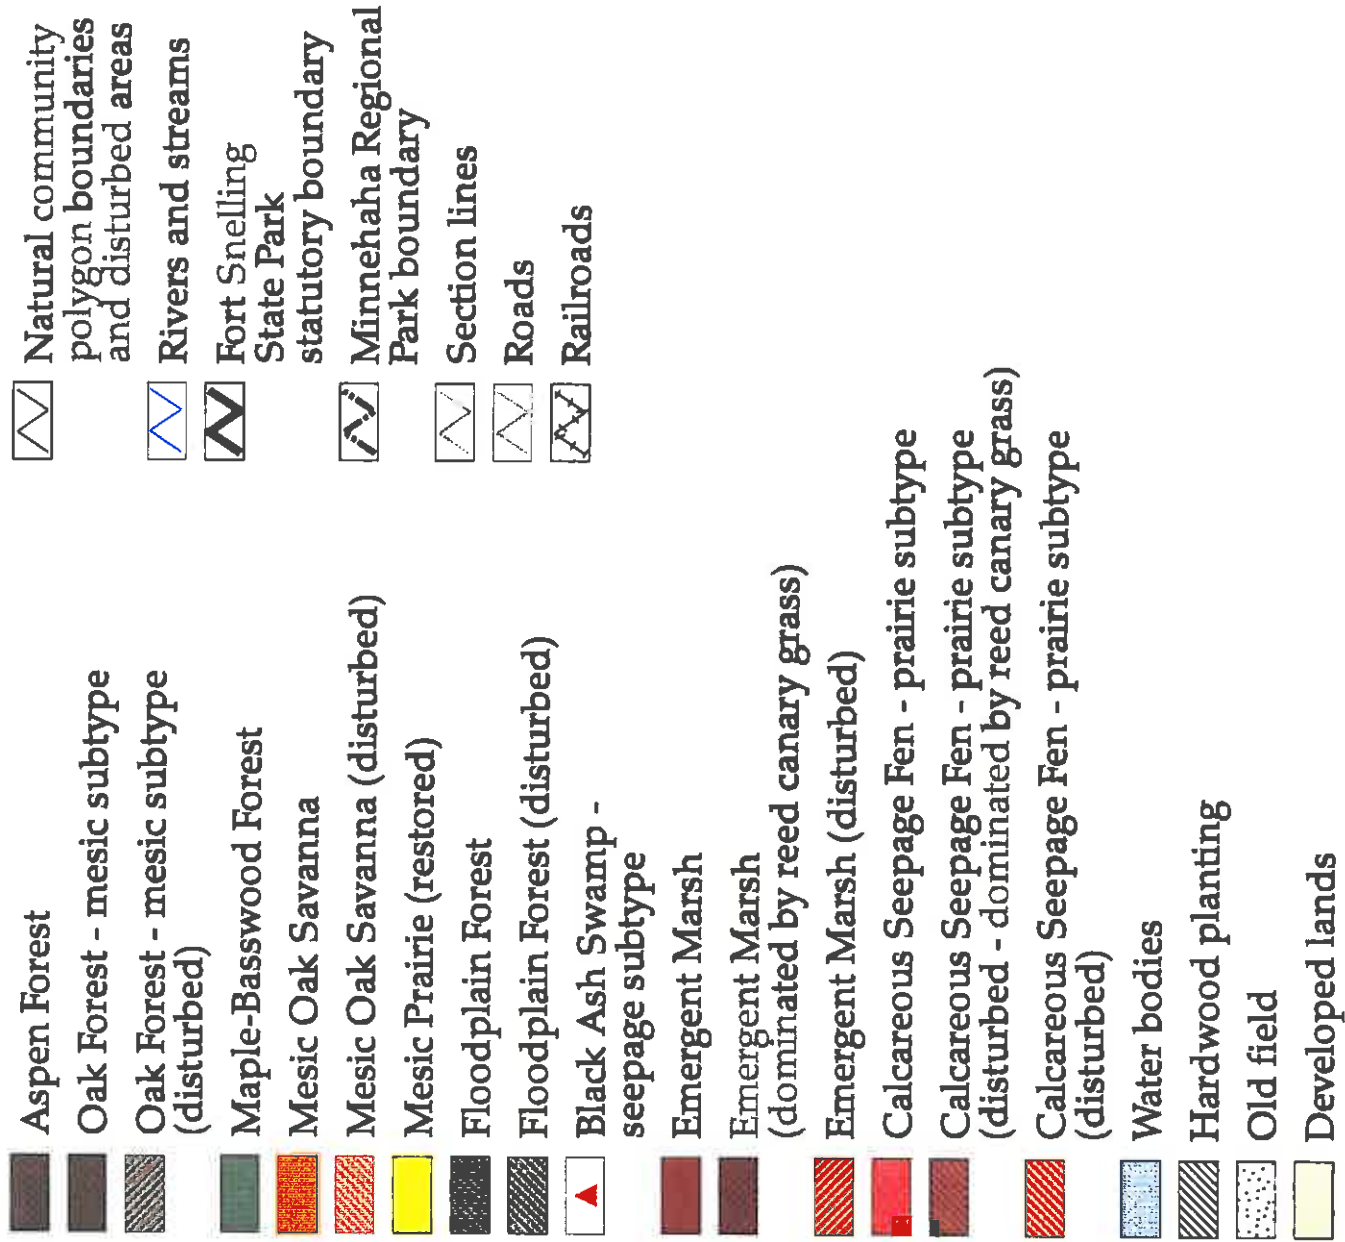 Aspen Forest
Oak Forest - mesic subtype
Oak Forest - mesic subtype
(disturbed)
Maple-Basswood Forest
Mesic Oak Savanna
Mesic Oak Savanna (disturbed)
Mesic Prairie (restored)
Floodplain Forest
Floodplain Forest (disturbed)
Black Ash Swamp -
seepage subtype
Emergent Marsh
Emergent Marsh
(dominated by reed canary grass)
Emergent Marsh (disturbed)
Calcareous Seepage Fen - prairie subtype
Calcareous Seepage Fen - prairie subtype
(disturbed - dominated by reed canary grass)
Calcareous Seepage Fen - prairie subtype
(disturbed)
Water bodies
Hardwood planting
Old field
Developed lands
Natural community
polygon boundaries
and disturbed areas
Rivers and streams
Fort Snelling
State Park
statutory boundary
Minnehaha Regional
Park boundary
Section lines
Roads
Railroads